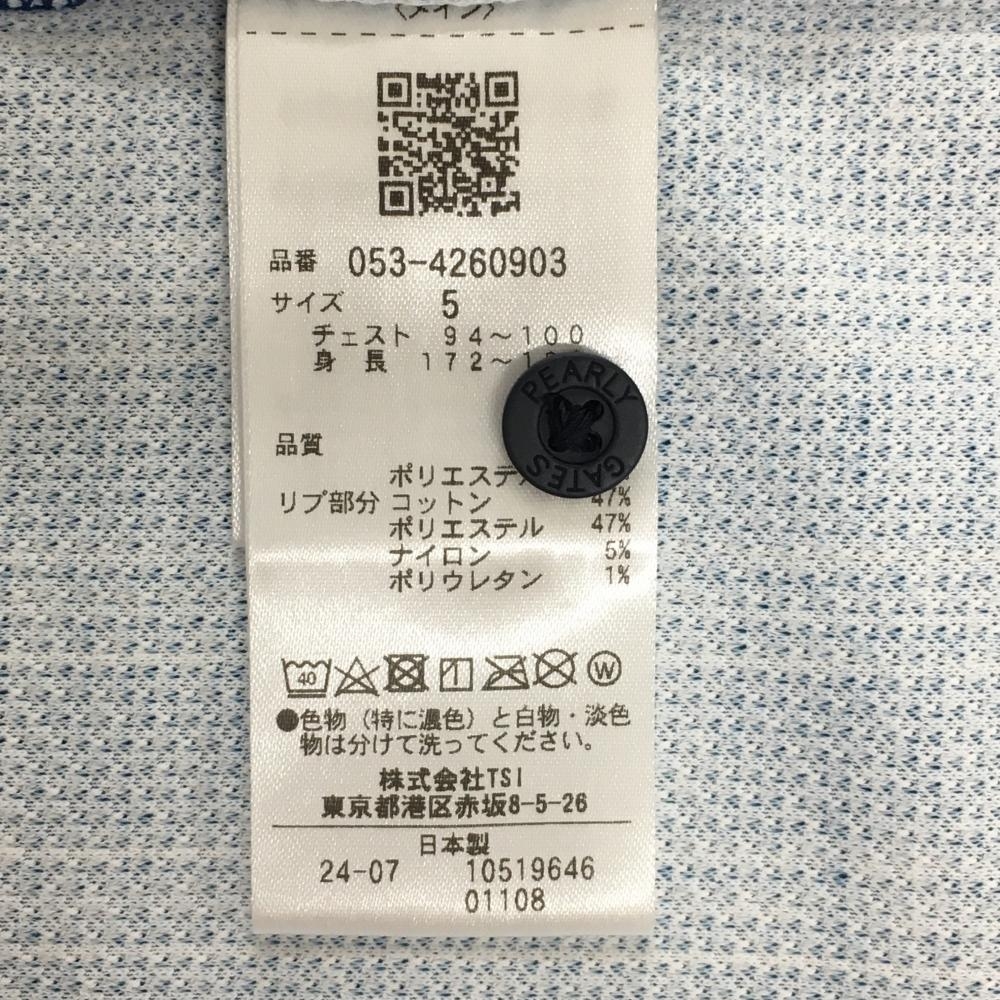 〈メイン〉
品番 053-4260903
サイズ 5
チェスト 94～100
身長 172～1
品質
ポリエステ
リブ部分 コットン 47%
ポリエステル 47%
ナイロン 5%
ポリウレタン 1%
PEARLY
GATES
40
W
●色物（特に濃色）と白物・淡色
物は分けて洗ってください。
株式会社TSI
東京都港区赤坂8-5-26
日本製
24-07 10519646
01108